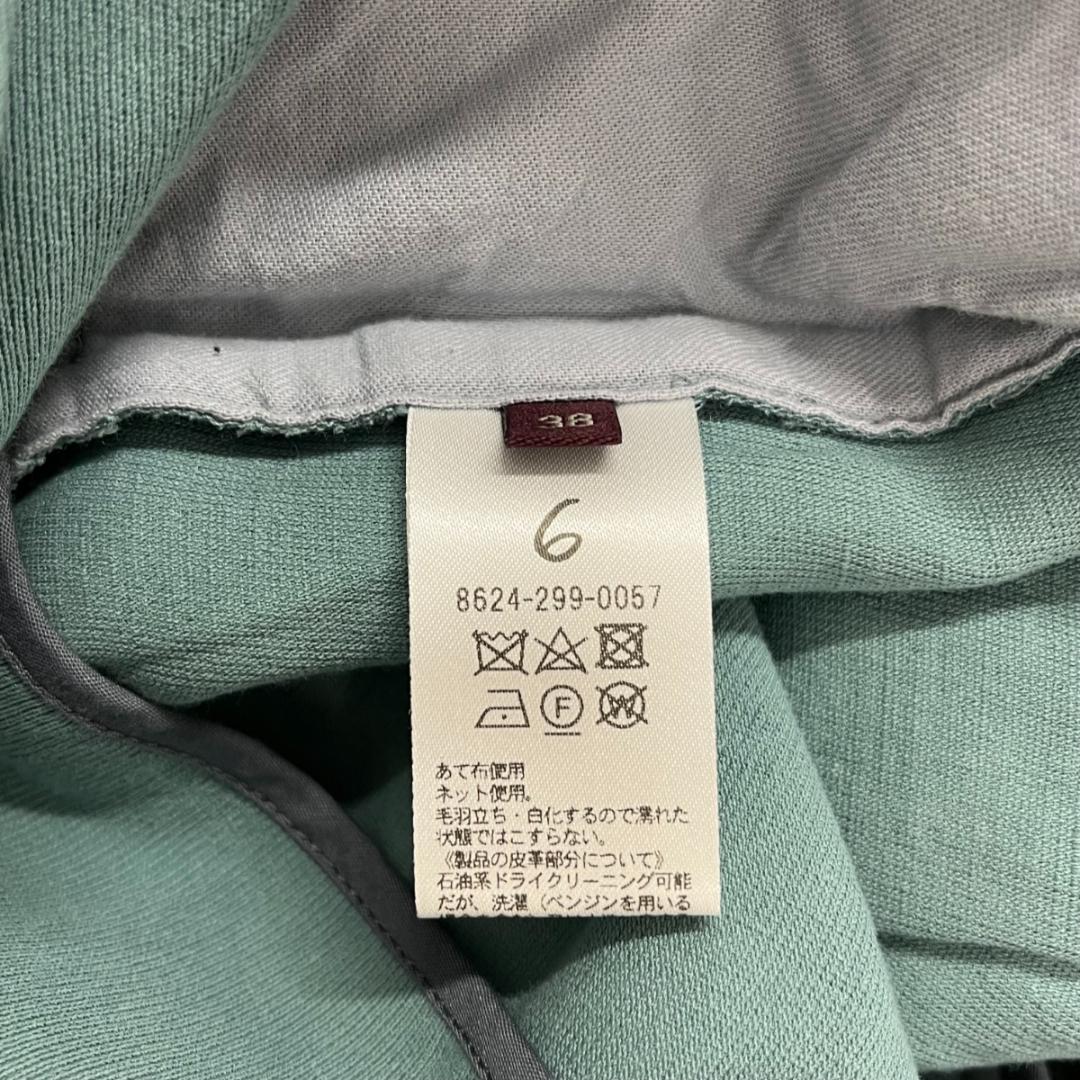 38
6
8624-299-0057
F
W
あて布使用
ネット使用。
毛羽立ち・白化するので濡れた
状態ではこすらない。
《製品の皮革部分について》
石油系ドライクリーニング可能
だが、洗濯（ベンジンを用いる